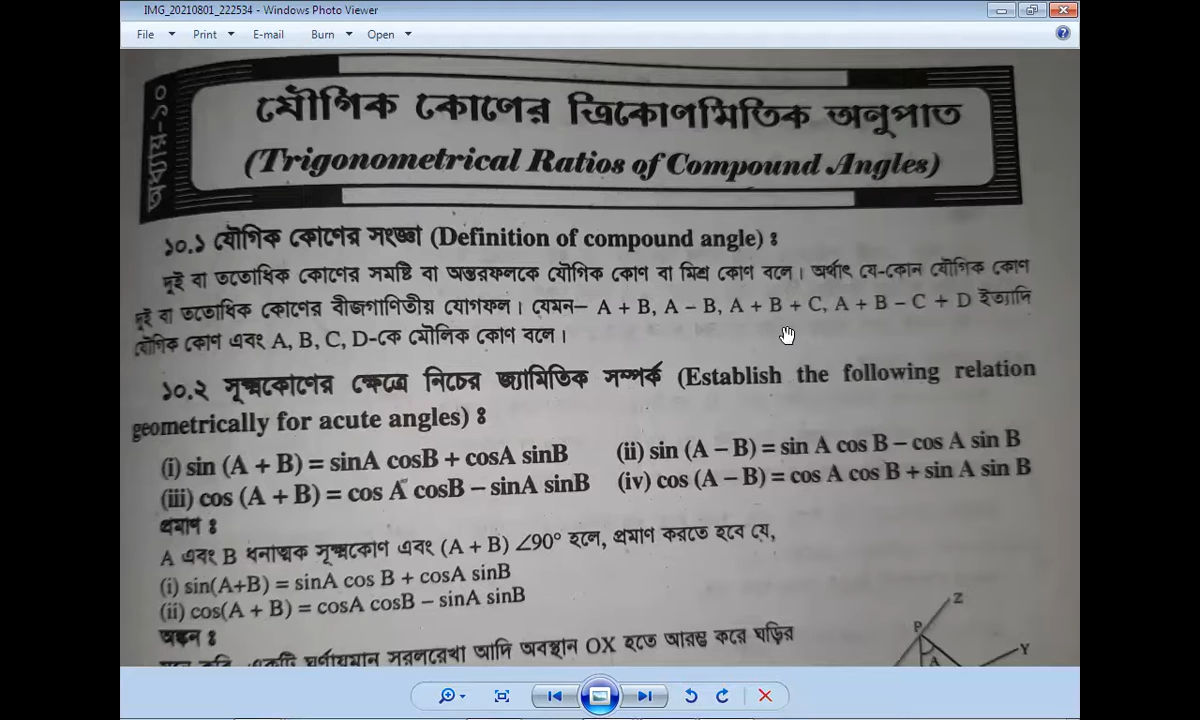 IMG_20210801_222534 - Windows Photo Viewer
File Print E-mail Burn Open
অধ্যায়-১০
যৌগিক কোণের ত্রিকোণমিতিক অনুপাত
(Trigonometrical Ratios of Compound Angles)
১০.১ যৌগিক কোণের সংজ্ঞা (Definition of compound angle) ঃ
দুই বা ততোধিক কোণের সমষ্টি বা অন্তরফলকে যৌগিক কোণ বা মিশ্র কোণ বলে। অর্থাৎ যে-কোন যৌগিক কোণ
দুই বা ততোধিক কোণের বীজগাণিতীয় যোগফল। যেমন– A + B, A – B, A + B + C, A + B – C + D ইত্যাদি
যৌগিক কোণ এবং A, B, C, D-কে মৌলিক কোণ বলে।
১০.২ সূক্ষ্মকোণের ক্ষেত্রে নিচের জ্যামিতিক সম্পর্ক (Establish the following relation
geometrically for acute angles) ঃ
(i) sin (A + B) = sinA cosB + cosA sinB (ii) sin (A – B) = sin A cos B – cos A sin B
(iii) cos (A + B) = cos A cosB – sinA sinB (iv) cos (A – B) = cos A cos B + sin A sin B
প্রমাণ ঃ
A এবং B ধনাত্মক সূক্ষ্মকোণ এবং (A + B) ∠90° হলে, প্রমাণ করতে হবে যে,
(i) sin(A+B) = sinA cos B + cosA sinB
(ii) cos(A + B) = cosA cosB – sinA sinB
অঙ্কন ঃ
Z
P
মনে করি, একটি ঘূর্ণায়মান সরলরেখা আদি অবস্থান OX হতে আরম্ভ করে ঘড়ির
Y
A